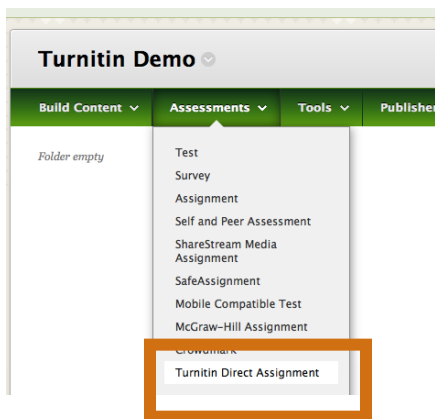 Turnitin Demo
Build Content Assessments Tools Publisher
Folder empty
Test
Survey
Assignment
Self and Peer Assessment
ShareStream Media
Assignment
SafeAssignment
Mobile Compatible Test
McGraw-Hill Assignment
Crowdmark
Turnitin Direct Assignment